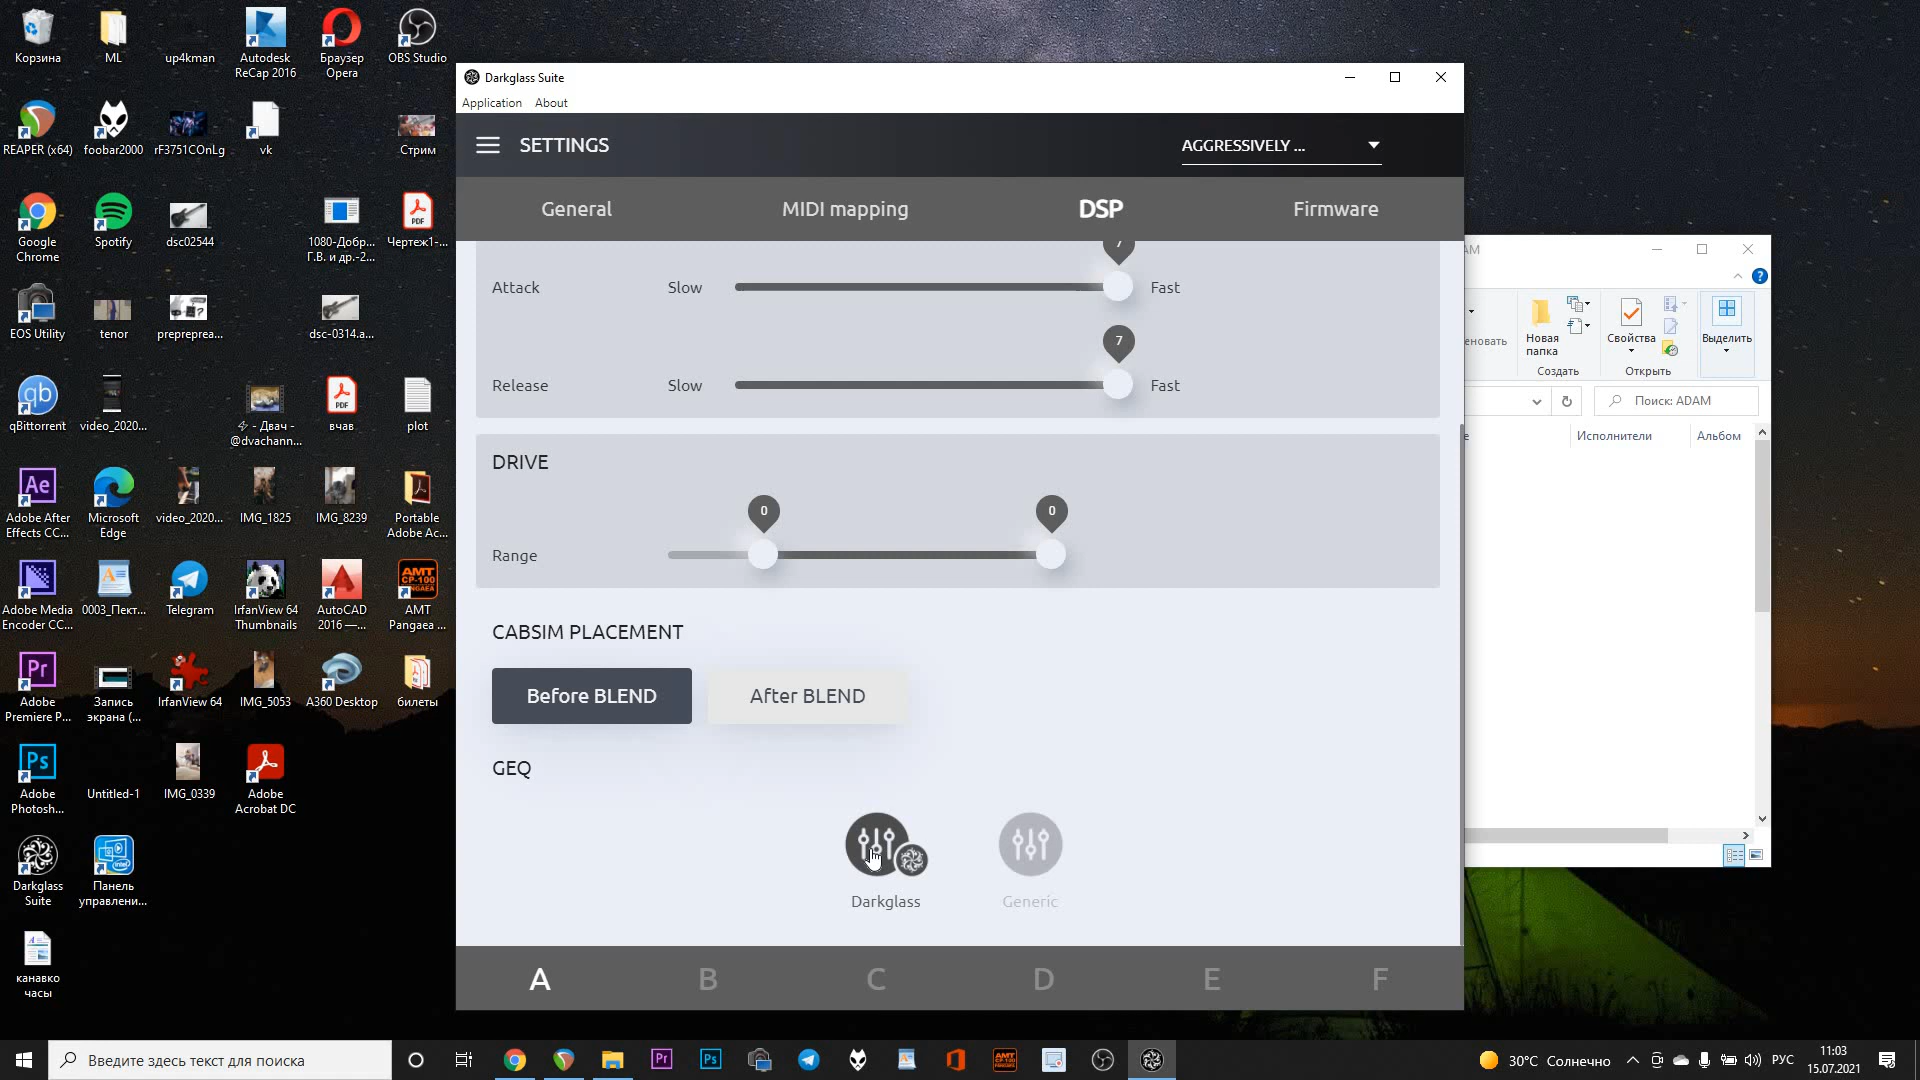 Корзина
ML
up4kman
Autodesk
ReCap 2016
Браузер
Opera
OBS Studio
REAPER (x64)
foobar2000
rF3751COnLg
vk
Стрим
Google
Chrome
Spotify
dsc02544
1080-Добр...
Г.В. и др.-2...
Чертеж1-...
EOS Utility
tenor
preprepreа...
dsc-0314.a...
qBittorrent
video_2020...
⚡ - Двач -
@dvachann...
вчав
plot
Adobe After
Effects CC...
Microsoft
Edge
video_2020...
IMG_1825
IMG_8239
Portable
Adobe Ac...
Adobe Media
Encoder CC...
0003_Пект...
Telegram
IrfanView 64
Thumbnails
AutoCAD
2016 —...
AMT
Pangaea ...
Adobe
Premiere P...
Запись
экрана (...
IrfanView 64
IMG_5053
A360 Desktop
билеты
Adobe
Photosh...
Untitled-1
IMG_0339
Adobe
Acrobat DC
Darkglass
Suite
Панель
управлени...
канавко
часы
Darkglass Suite
Application
About
SETTINGS
AGGRESSIVELY ...
General
MIDI mapping
DSP
Firmware
7
Attack
Slow
Fast
7
Release
Slow
Fast
DRIVE
0
0
Range
CABSIM PLACEMENT
Before BLEND
After BLEND
GEQ
Darkglass
Generic
A
B
C
D
E
F
AM
еновать
Новая
папка
Свойства
Выделить
Создать
Открыть
Поиск: ADAM
е
Исполнители
Альбом
Введите здесь текст для поиска
30°C Солнечно
РУС
11:03
15.07.2021